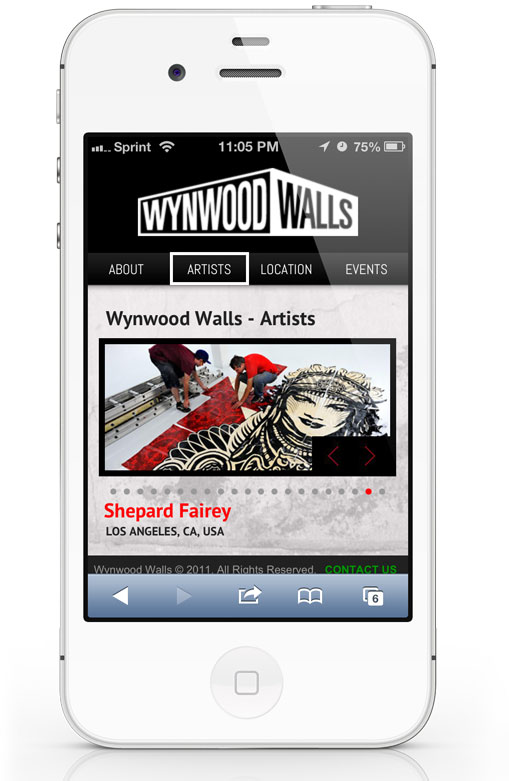 Sprint 11:05 PM 75%
WYNWOOD WALLS
ABOUT ARTISTS LOCATION EVENTS
Wynwood Walls - Artists
Shepard Fairey
LOS ANGELES, CA, USA
Wynwood Walls © 2011. All Rights Reserved. CONTACT US
6